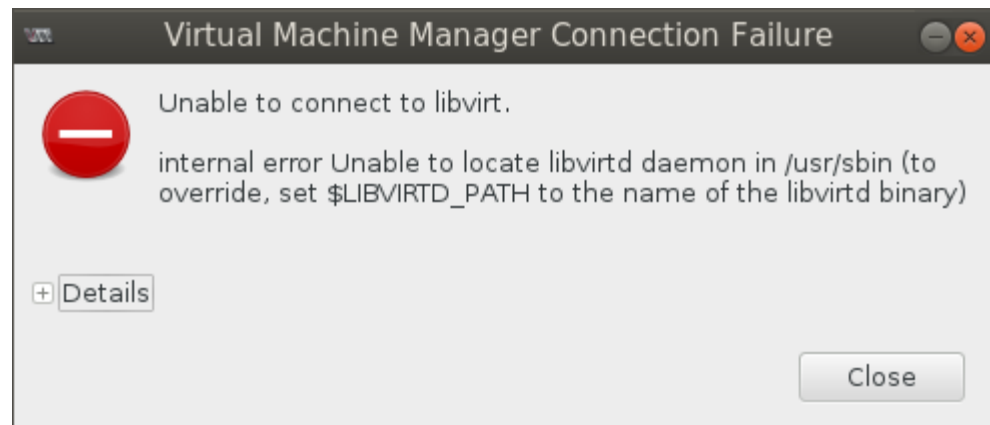 Virtual Machine Manager Connection Failure
Unable to connect to libvirt.
internal error Unable to locate libvirtd daemon in /usr/sbin (to
override, set $LIBVIRTD_PATH to the name of the libvirtd binary)
Details
Close